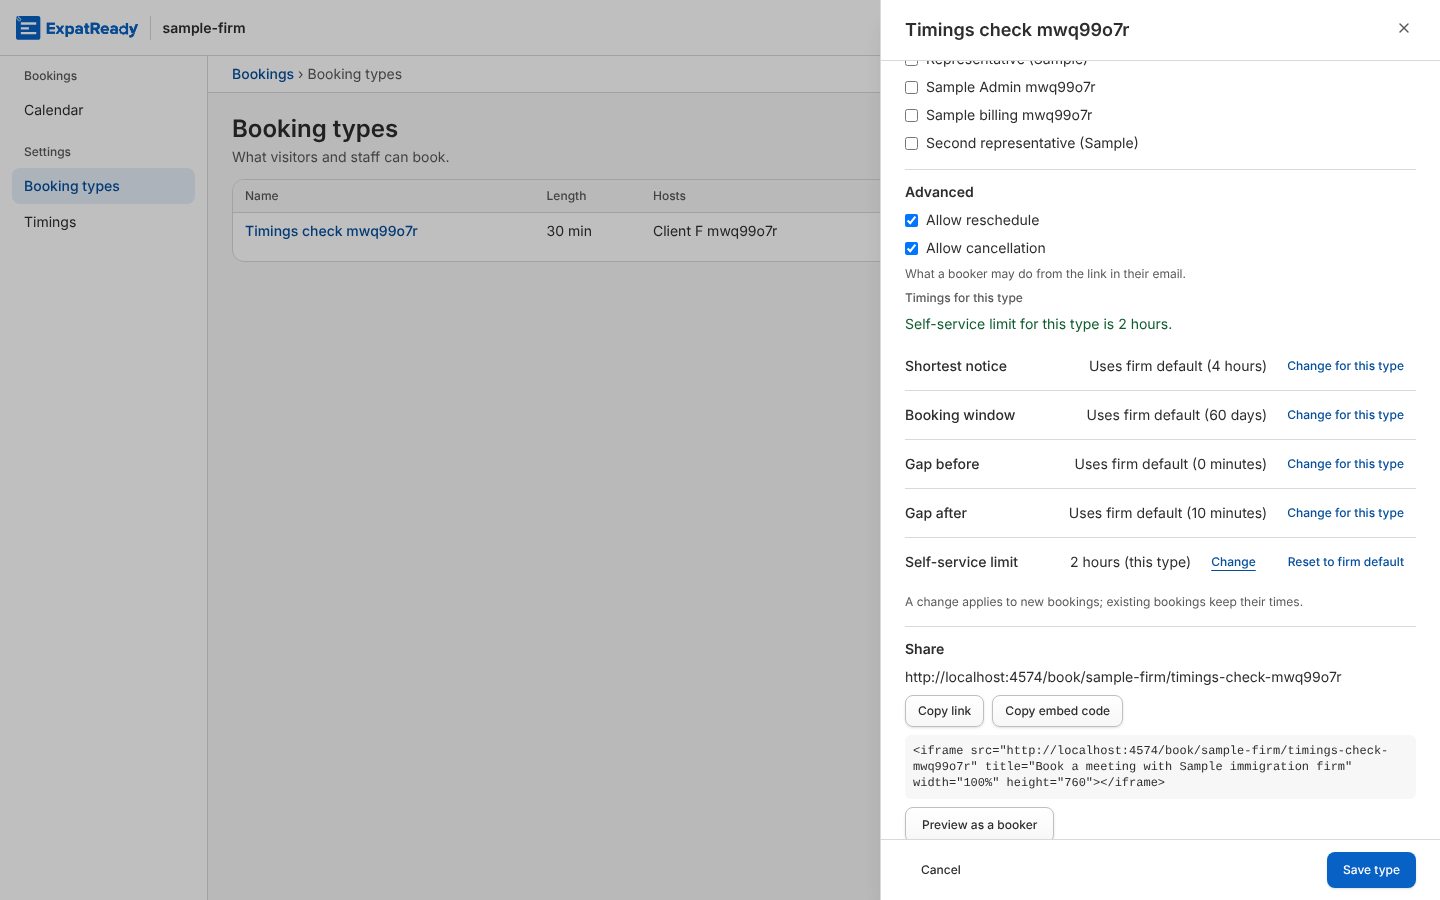 ExpatReady
sample-firm
Bookings
Calendar
Settings
Booking types
Timings
Bookings › Booking types
Booking types
What visitors and staff can book.
Name Length Hosts
Timings check mwq99o7r 30 min Client F mwq99o7r
Timings check mwq99o7r
Representative (Sample)
Sample Admin mwq99o7r
Sample billing mwq99o7r
Second representative (Sample)
Advanced
Allow reschedule
Allow cancellation
What a booker may do from the link in their email.
Timings for this type
Self-service limit for this type is 2 hours.
Shortest notice Uses firm default (4 hours) Change for this type
Booking window Uses firm default (60 days) Change for this type
Gap before Uses firm default (0 minutes) Change for this type
Gap after Uses firm default (10 minutes) Change for this type
Self-service limit 2 hours (this type) Change Reset to firm default
A change applies to new bookings; existing bookings keep their times.
Share
http://localhost:4574/book/sample-firm/timings-check-mwq99o7r
Copy link Copy embed code
<iframe src="http://localhost:4574/book/sample-firm/timings-check-
mwq99o7r" title="Book a meeting with Sample immigration firm"
width="100%" height="760"></iframe>
Preview as a booker
Cancel Save type